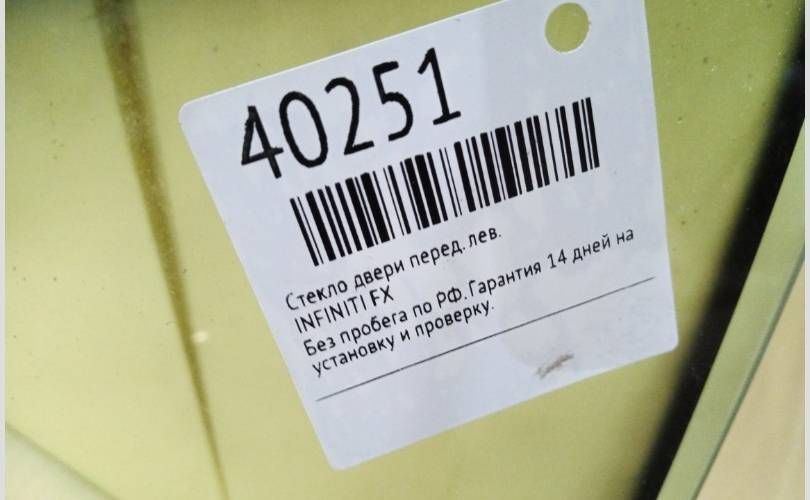 40251
Стекло двери перед. лев.
INFINITI FX
Без пробега по РФ. Гарантия 14 дней на
установку и проверку.